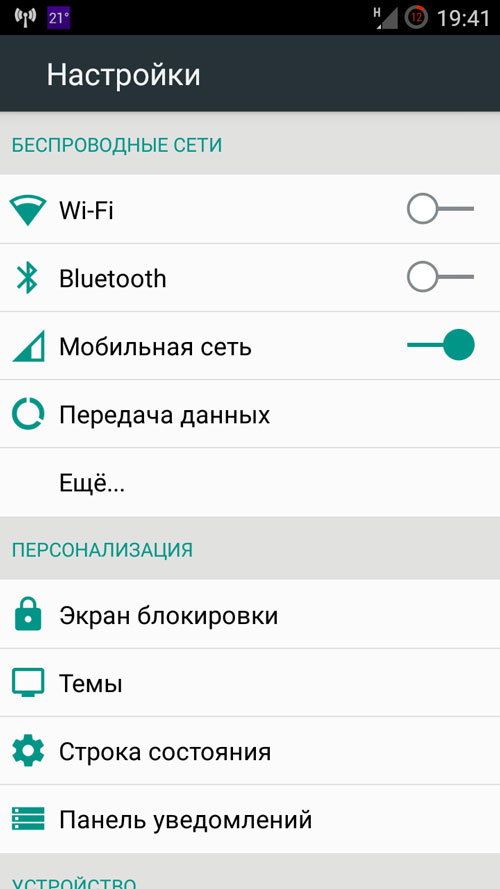 21° H 12 19:41
Настройки
БЕСПРОВОДНЫЕ СЕТИ
Wi-Fi
Bluetooth
Мобильная сеть
Передача данных
Ещё...
ПЕРСОНАЛИЗАЦИЯ
Экран блокировки
Темы
Строка состояния
Панель уведомлений
УСТРОЙСТВО